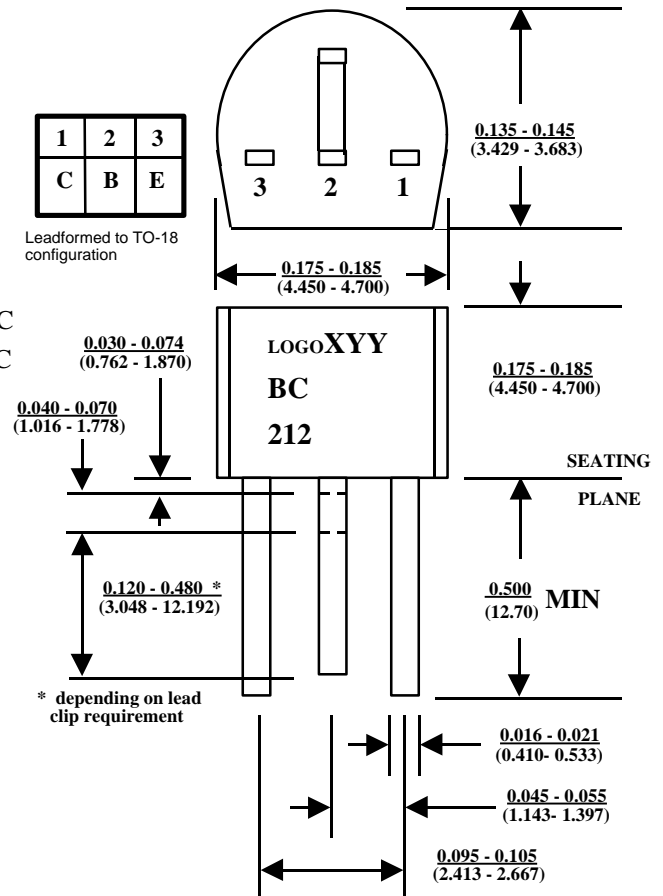 0.135 - 0.145
(3.429 - 3.683)
1 2 3
C B E
3 2 1
Leadformed to TO-18
configuration
0.175 - 0.185
(4.450 - 4.700)
C
C
0.030 - 0.074
(0.762 - 1.870)
LOGOXYY
BC
212
0.175 - 0.185
(4.450 - 4.700)
0.040 - 0.070
(1.016 - 1.778)
SEATING
PLANE
0.120 - 0.480 *
(3.048 - 12.192)
0.500
(12.70) MIN
* depending on lead
clip requirement
0.016 - 0.021
(0.410- 0.533)
0.045 - 0.055
(1.143- 1.397)
0.095 - 0.105
(2.413 - 2.667)